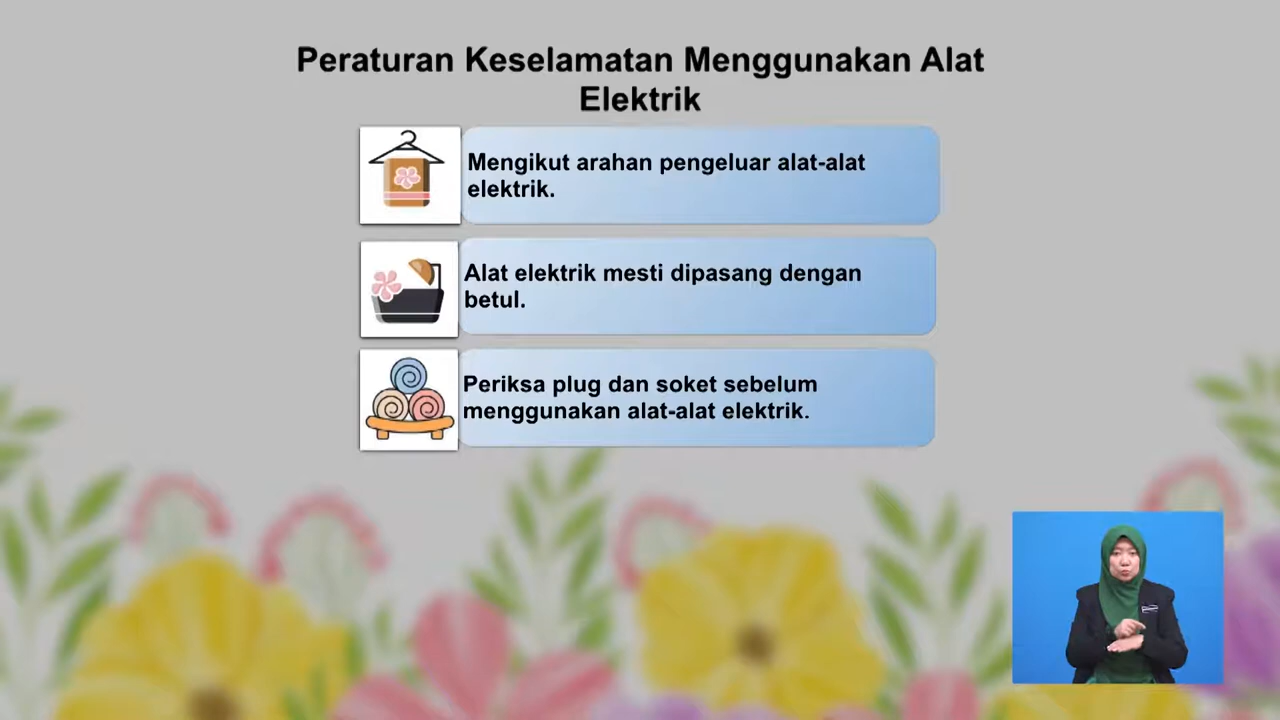 Peraturan Keselamatan Menggunakan Alat
Elektrik
Mengikut arahan pengeluar alat-alat
elektrik.
Alat elektrik mesti dipasang dengan
betul.
Periksa plug dan soket sebelum
menggunakan alat-alat elektrik.